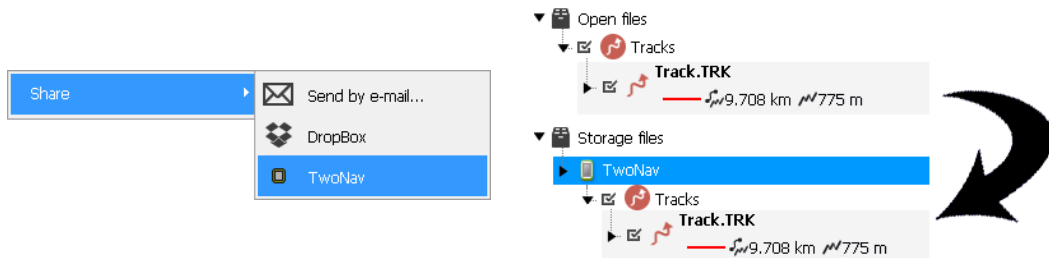 Share
Send by e-mail...
DropBox
TwoNav
Open files
Tracks
Track.TRK
9.708 km 775 m
Storage files
TwoNav
Tracks
Track.TRK
9.708 km 775 m